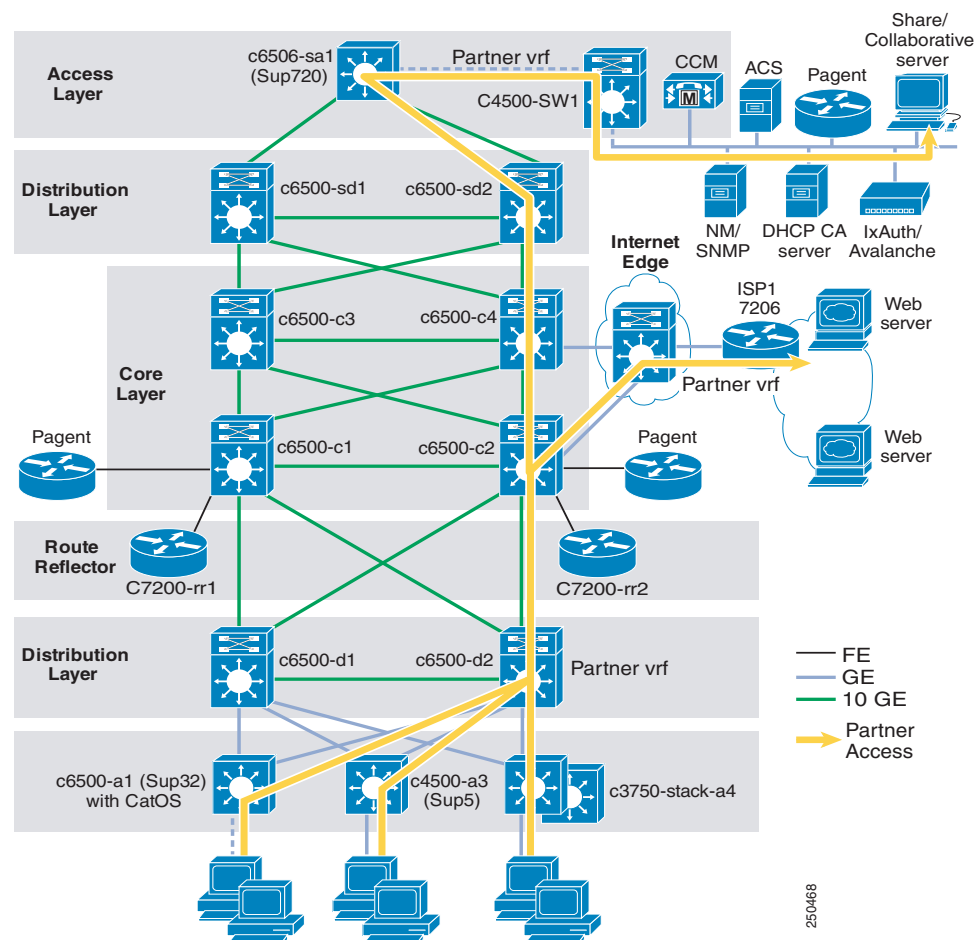 c6506-sa1
(Sup720)
Partner vrf
Share/
Collaborative
server
Access
Layer
CCM
ACS
Pagent
M
C4500-SW1
Distribution
Layer
c6500-sd1
c6500-sd2
NM/
SNMP
DHCP CA
server
IxAuth/
Avalanche
Internet
Edge
ISP1
7206
Web
server
c6500-c3
c6500-c4
Core
Layer
Partner vrf
Pagent
c6500-c1
c6500-c2
Pagent
Web
server
Route
Reflector
C7200-rr1
C7200-rr2
Distribution
Layer
c6500-d1
c6500-d2
Partner vrf
FE
GE
10 GE
Partner
Access
c6500-a1 (Sup32)
with CatOS
c4500-a3
(Sup5)
c3750-stack-a4
250468